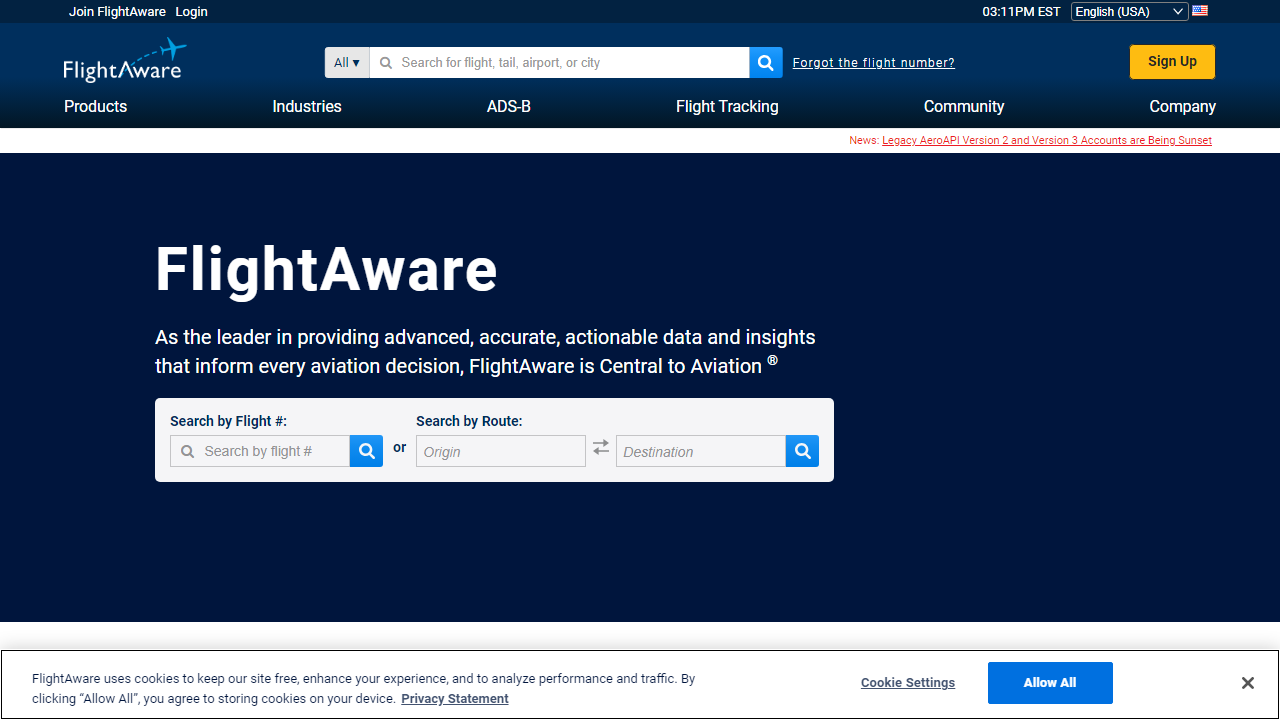 Join FlightAware Login 03:11PM EST English (USA)
FlightAware All ▾ Search for flight, tail, airport, or city Forgot the flight number? Sign Up
Products Industries ADS-B Flight Tracking Community Company
News: Legacy AeroAPI Version 2 and Version 3 Accounts are Being Sunset
FlightAware
As the leader in providing advanced, accurate, actionable data and insights
that inform every aviation decision, FlightAware is Central to Aviation ®
Search by Flight #: Search by Route:
Search by flight # or Origin Destination
FlightAware uses cookies to keep our site free, enhance your experience, and to analyze performance and traffic. By
clicking “Allow All”, you agree to storing cookies on your device. Privacy Statement
Cookie Settings Allow All